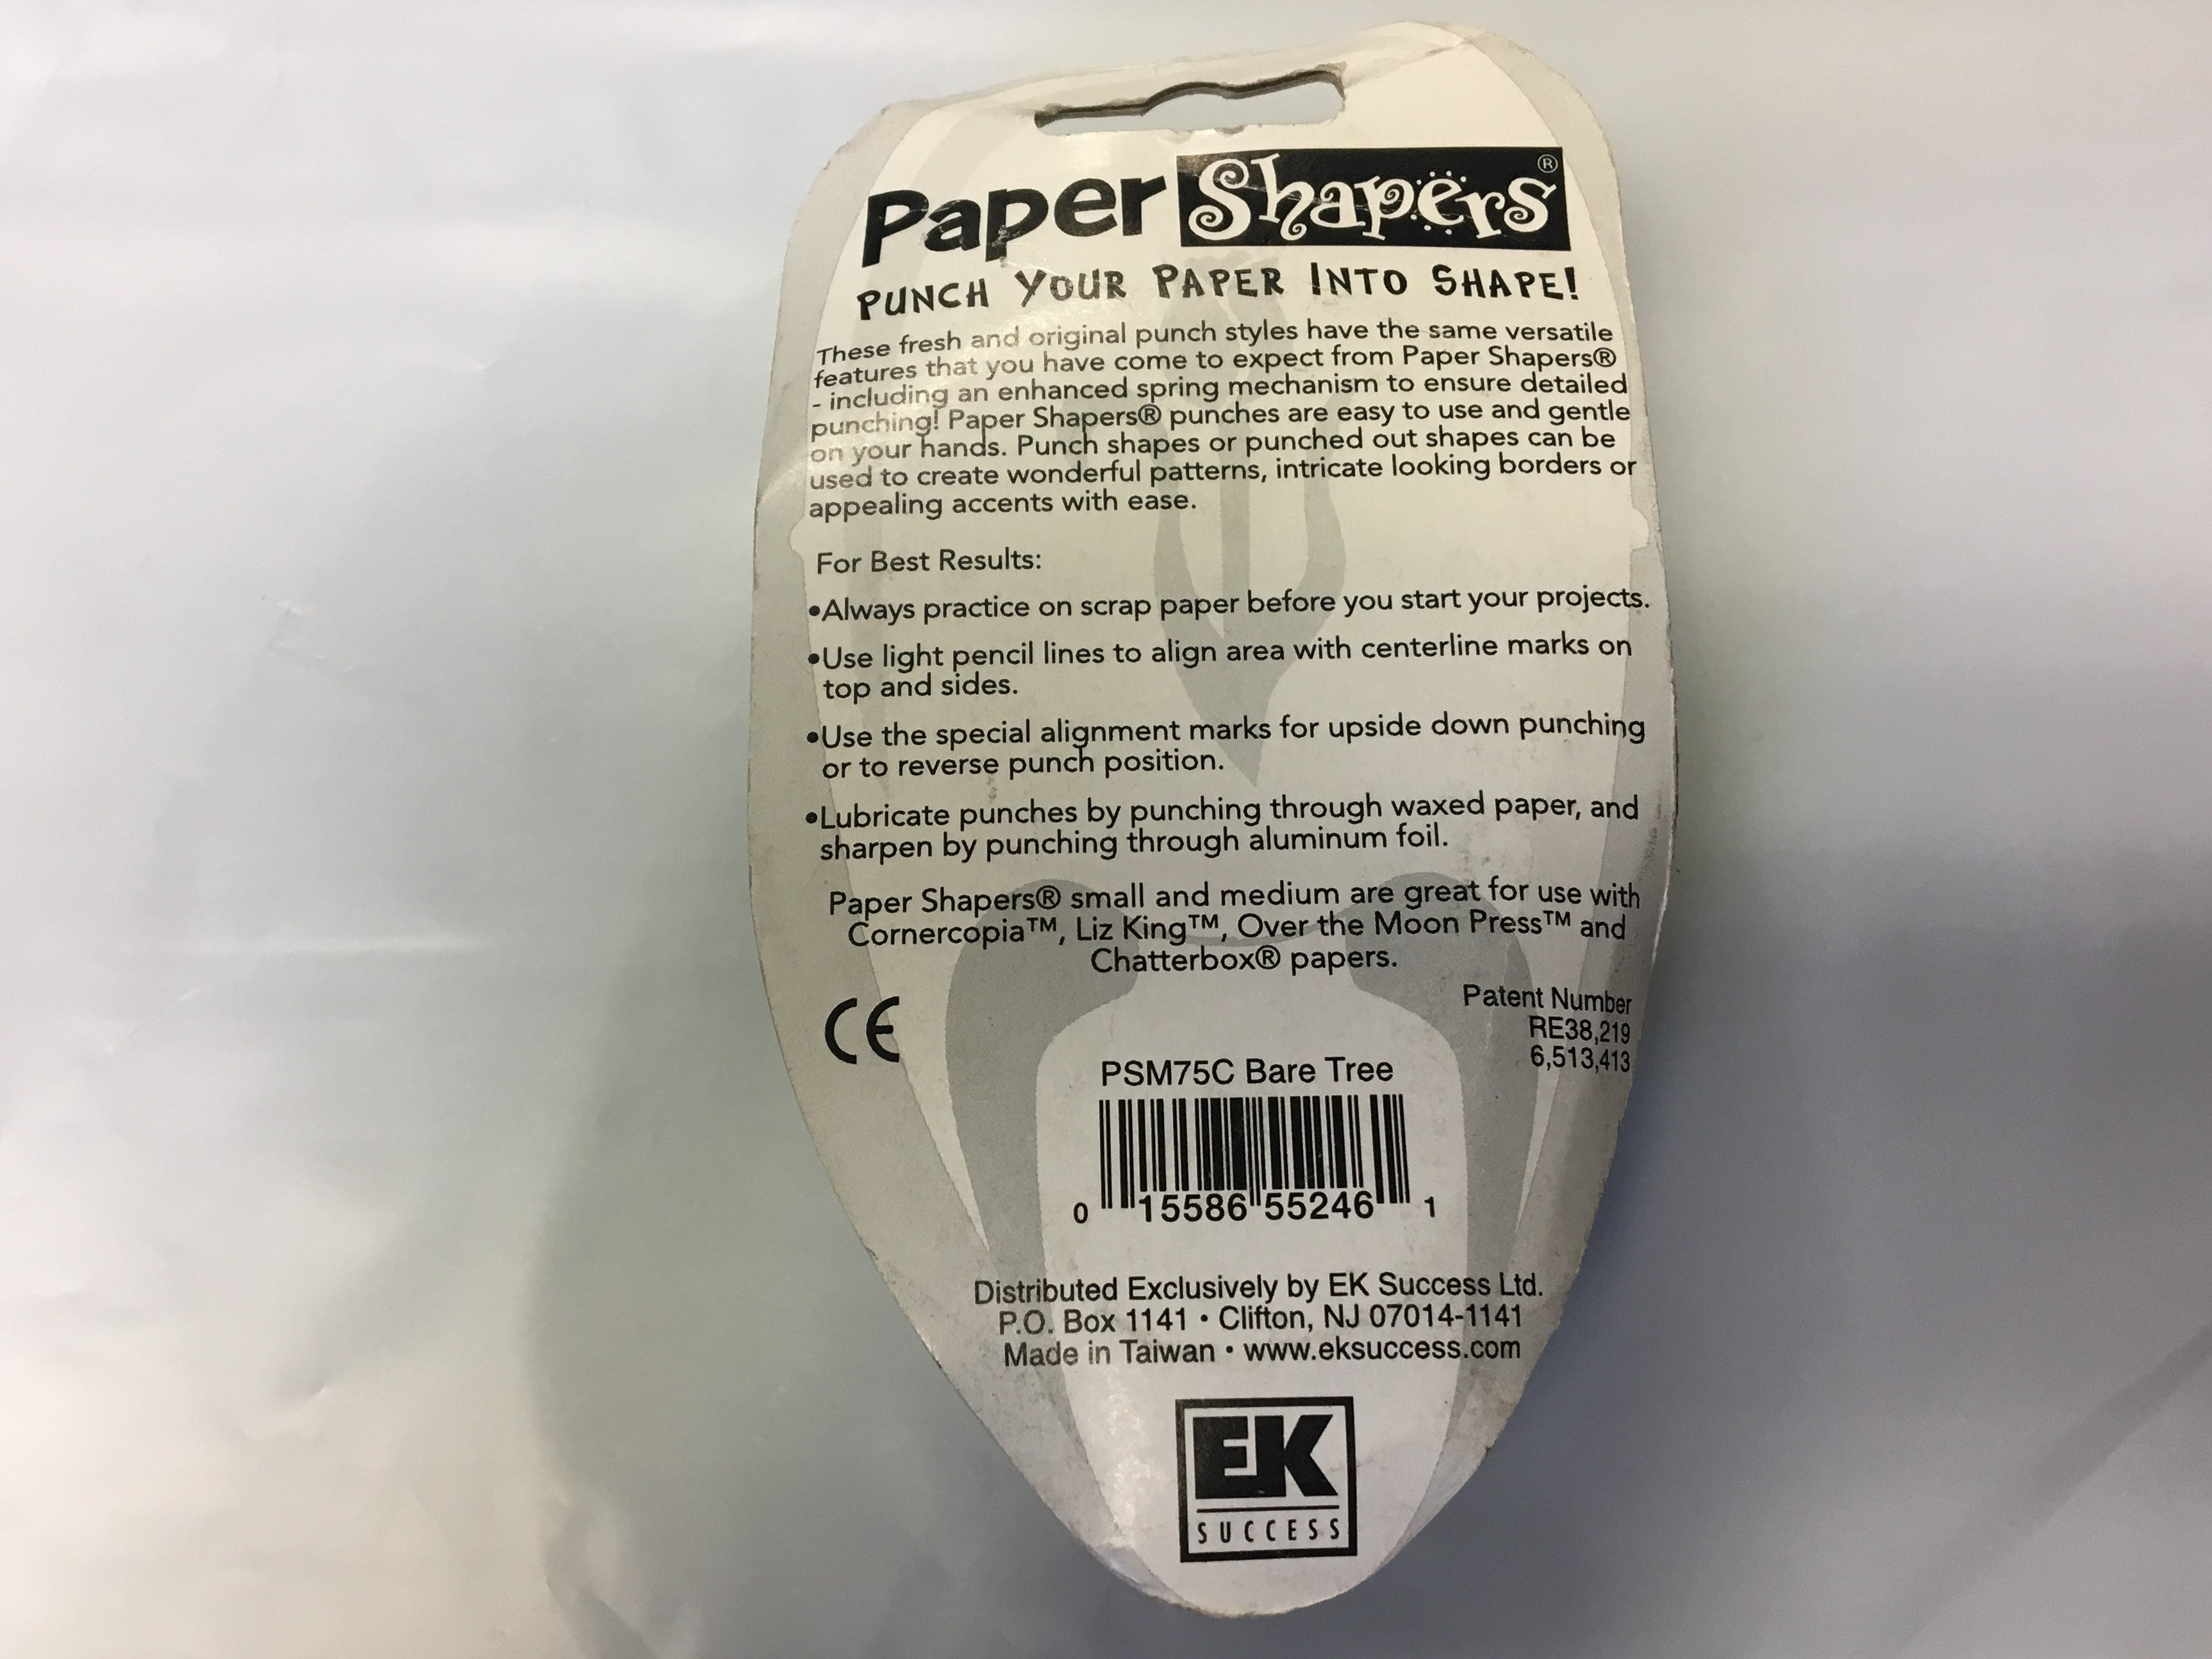 Paper Shapers®
PUNCH YOUR PAPER INTO SHAPE!
These fresh and original punch styles have the same versatile
features that you have come to expect from Paper Shapers®
- including an enhanced spring mechanism to ensure detailed
punching! Paper Shapers® punches are easy to use and gentle
on your hands. Punch shapes or punched out shapes can be
used to create wonderful patterns, intricate looking borders or
appealing accents with ease.
For Best Results:
•Always practice on scrap paper before you start your projects.
•Use light pencil lines to align area with centerline marks on
top and sides.
•Use the special alignment marks for upside down punching
or to reverse punch position.
•Lubricate punches by punching through waxed paper, and
sharpen by punching through aluminum foil.
Paper Shapers® small and medium are great for use with
Cornercopia™, Liz King™, Over the Moon Press™ and
Chatterbox® papers.
CE
Patent Number
RE38,219
6,513,413
PSM75C Bare Tree
0 15586 55246 1
Distributed Exclusively by EK Success Ltd.
P.O. Box 1141 • Clifton, NJ 07014-1141
Made in Taiwan • www.eksuccess.com
EK
SUCCESS